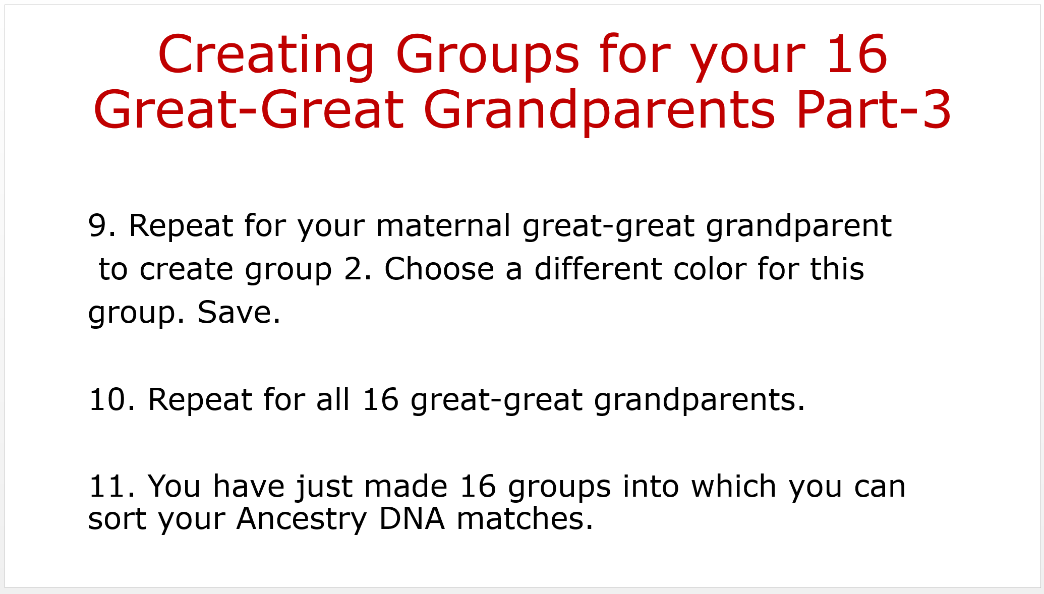 Creating Groups for your 16
Great-Great Grandparents Part-3
9. Repeat for your maternal great-great grandparent
to create group 2. Choose a different color for this
group. Save.
10. Repeat for all 16 great-great grandparents.
11. You have just made 16 groups into which you can
sort your Ancestry DNA matches.